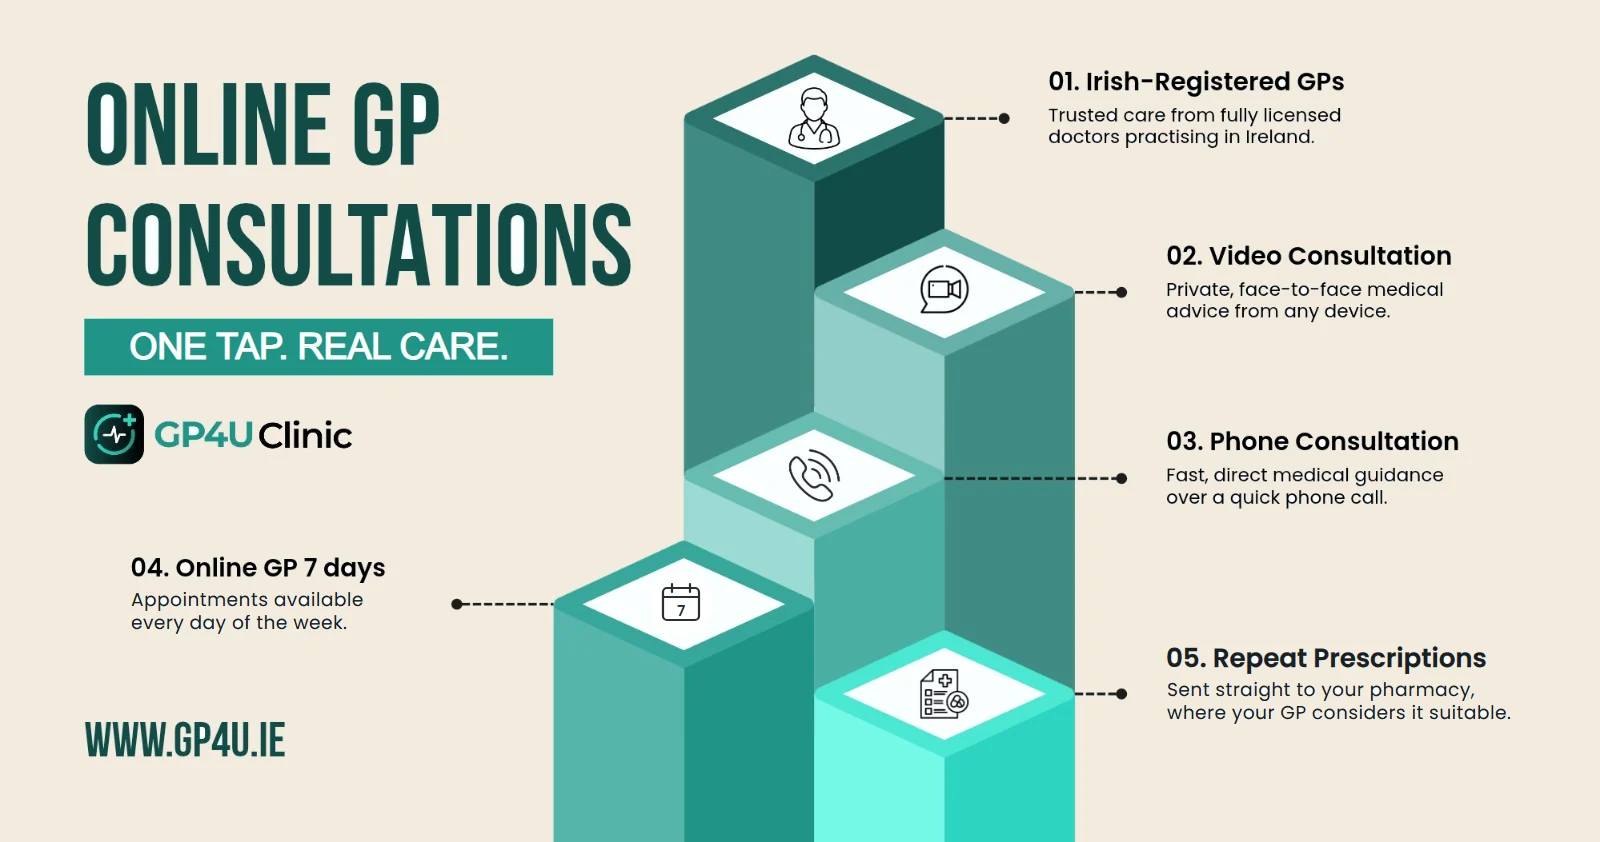 ONLINE GP
CONSULTATIONS
ONE TAP. REAL CARE.
GP4U Clinic
01. Irish-Registered GPs
Trusted care from fully licensed
doctors practising in Ireland.
02. Video Consultation
Private, face-to-face medical
advice from any device.
03. Phone Consultation
Fast, direct medical guidance
over a quick phone call.
04. Online GP 7 days
Appointments available
every day of the week.
7
05. Repeat Prescriptions
Sent straight to your pharmacy,
where your GP considers it suitable.
WWW.GP4U.IE